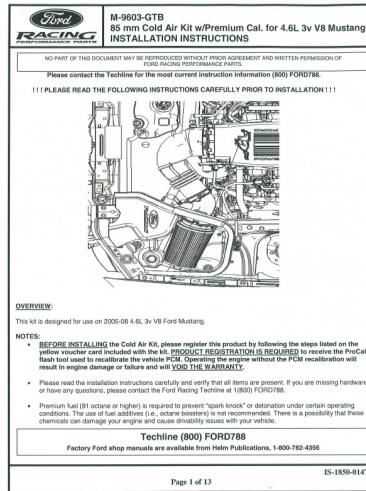 Ford
RACING
PERFORMANCE PARTS
M-9603-GTB
85 mm Cold Air Kit w/Premium Cal. for 4.6L 3v V8 Mustang
INSTALLATION INSTRUCTIONS
NO PART OF THIS DOCUMENT MAY BE REPRODUCED WITHOUT PRIOR AGREEMENT AND WRITTEN PERMISSION OF
FORD RACING PERFORMANCE PARTS.
Please contact the Techline for the most current instruction information (800) FORD788.
! ! ! PLEASE READ THE FOLLOWING INSTRUCTIONS CAREFULLY PRIOR TO INSTALLATION ! ! !
OVERVIEW:
This kit is designed for use on 2005-08 4.6L 3v Ford Mustang.
NOTES:
• BEFORE INSTALLING the Cold Air Kit, please register this product by following the steps listed on the
yellow voucher card included with the kit. PRODUCT REGISTRATION IS REQUIRED to receive the ProCal
flash tool used to recalibrate the vehicle PCM. Operating the engine without the PCM recalibration will
result in engine damage or failure and will VOID THE WARRANTY.
• Please read the installation instructions carefully and verify that all items are present. If you are missing hardware
or have any questions, please contact the Ford Racing Techline at 1(800) FORD788.
• Premium fuel (91 octane or higher) is required to prevent "spark knock" or detonation under certain operating
conditions. The use of fuel additives (i.e., octane boosters) is not recommended. There is a possibility that these
chemicals can damage your engine and cause drivability issues with your vehicle.
Techline (800) FORD788
Factory Ford shop manuals are available from Helm Publications, 1-800-782-4356
IS-1850-0147
Page 1 of 13